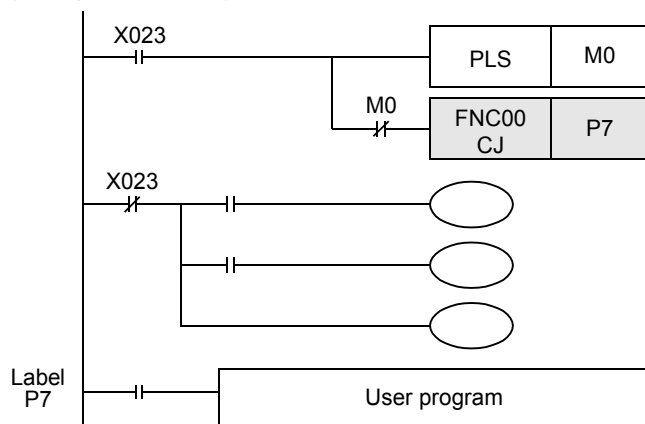 X023
PLS M0
M0
FNC00
CJ
P7
X023
Label
P7
User program